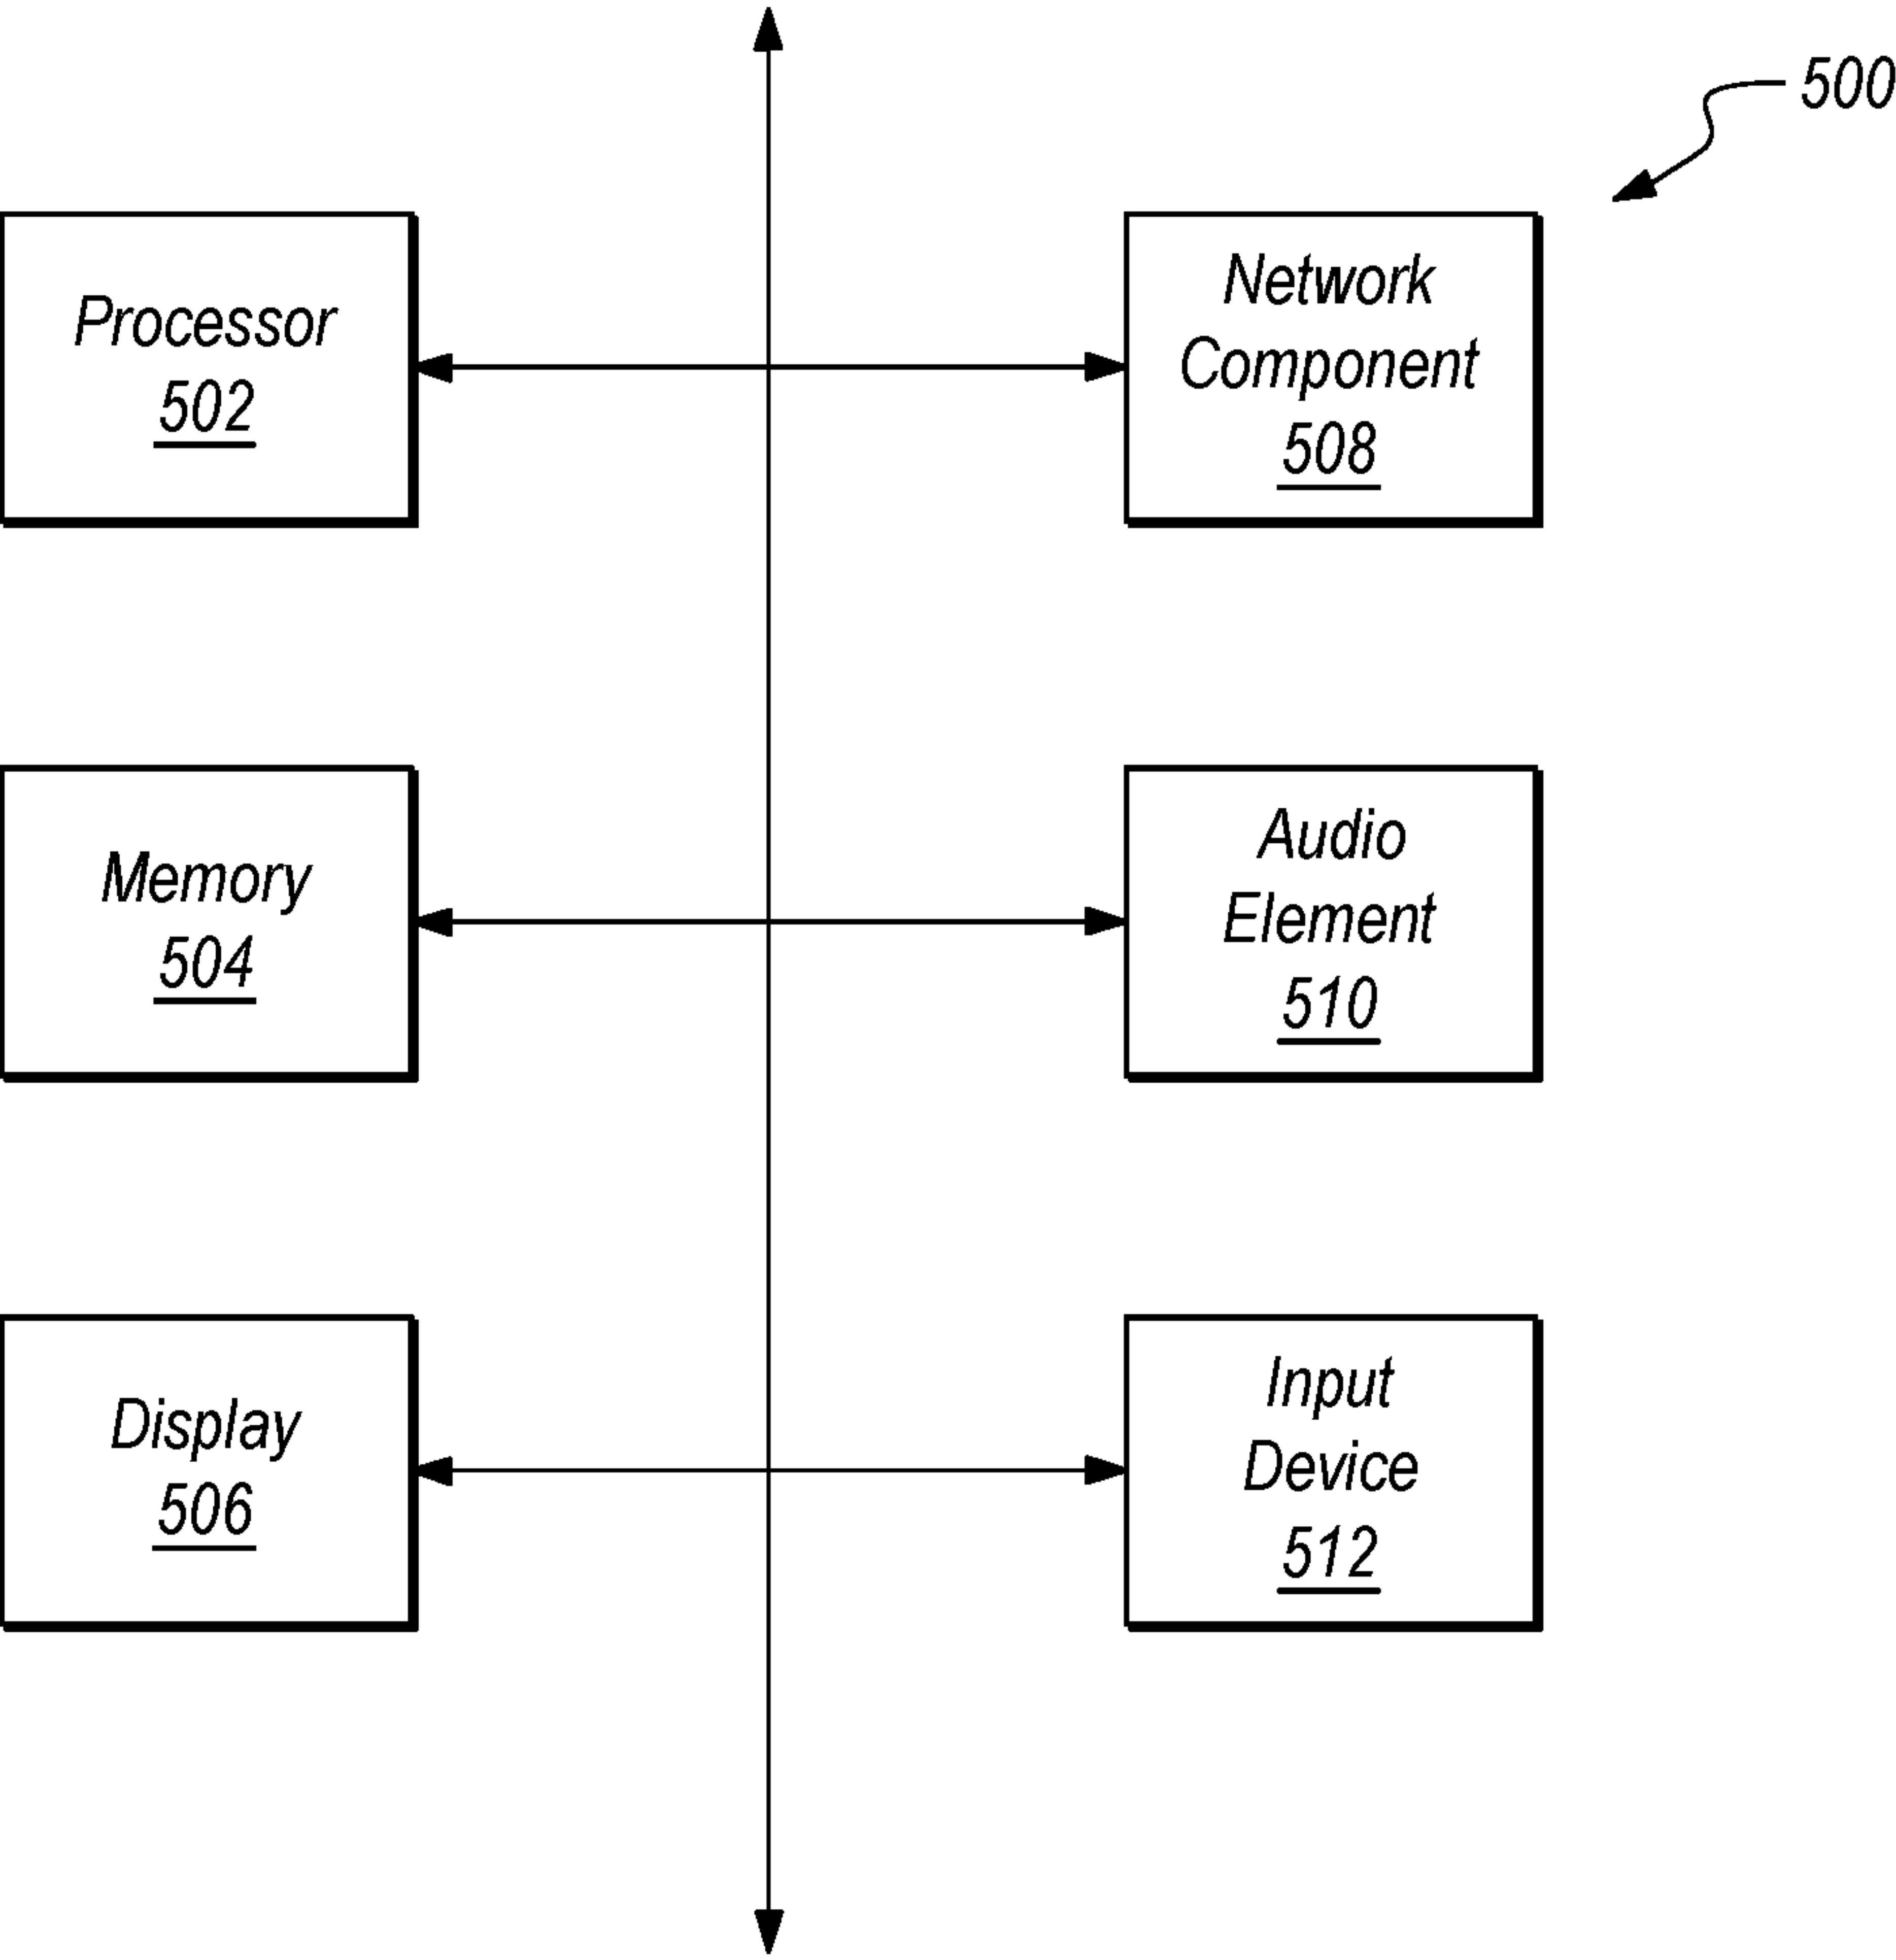 500
Processor
502
Network
Component
508
Memory
504
Audio
Element
510
Display
506
Input
Device
512